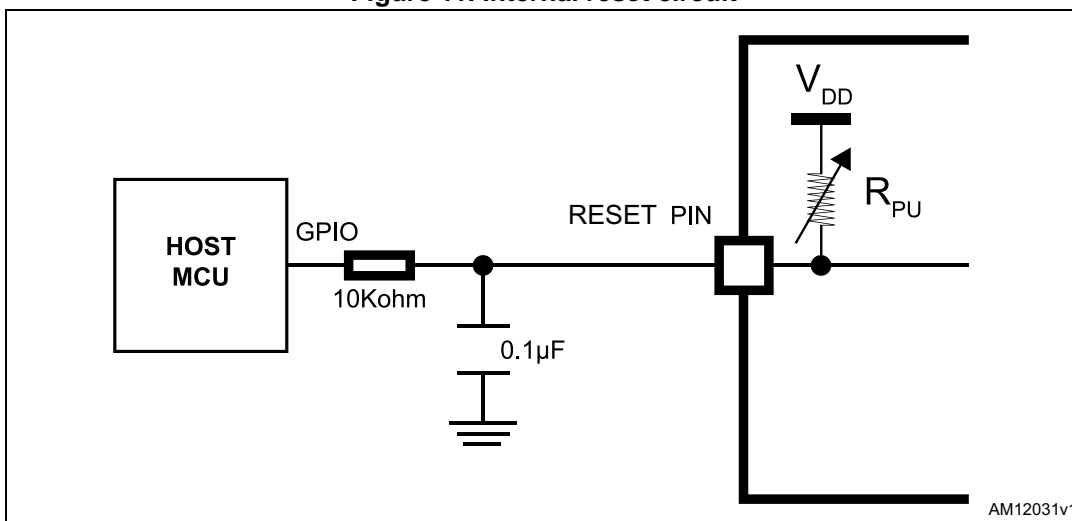 V DD
R PU
RESET PIN
GPIO
HOST
MCU
10Kohm
0.1µF
AM12031v1